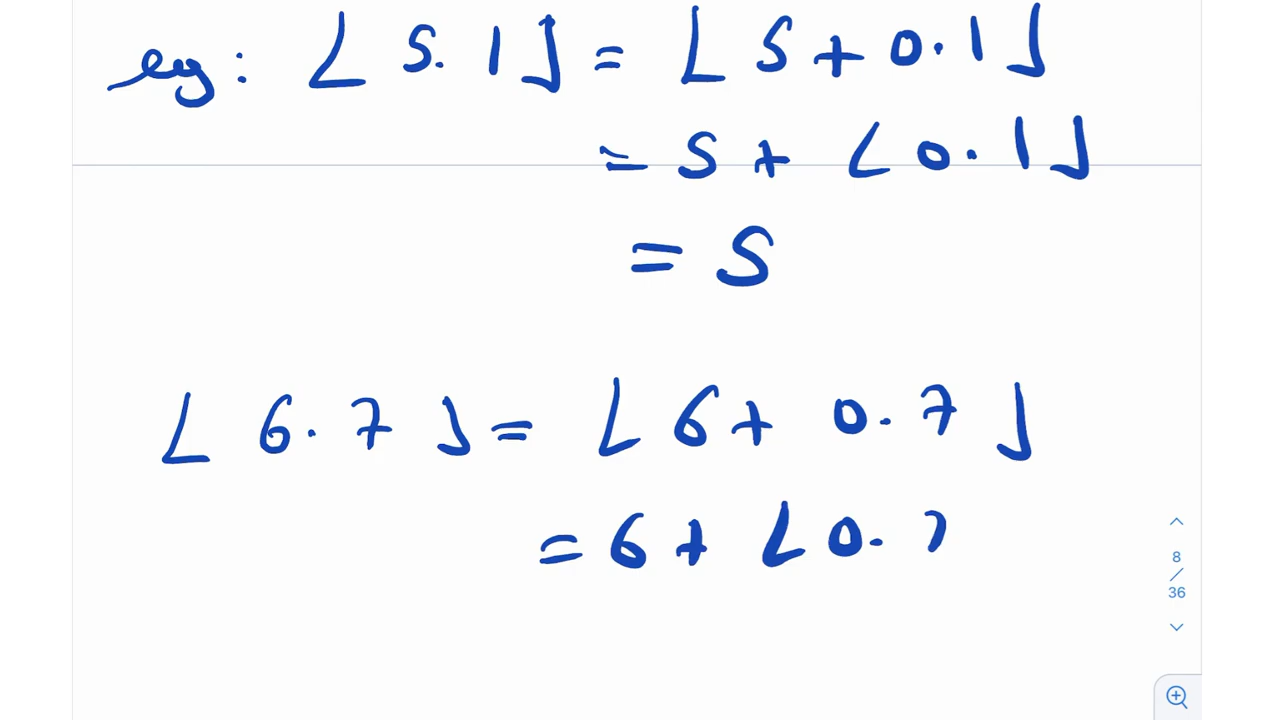 eg: ⌊ 5.1⌋ = ⌊ 5 + 0.1⌋
= 5 + ⌊ 0.1⌋
= 5
⌊ 6.7 ⌋ = ⌊ 6 + 0.7 ⌋
= 6 + ⌊ 0.7
8
/
36